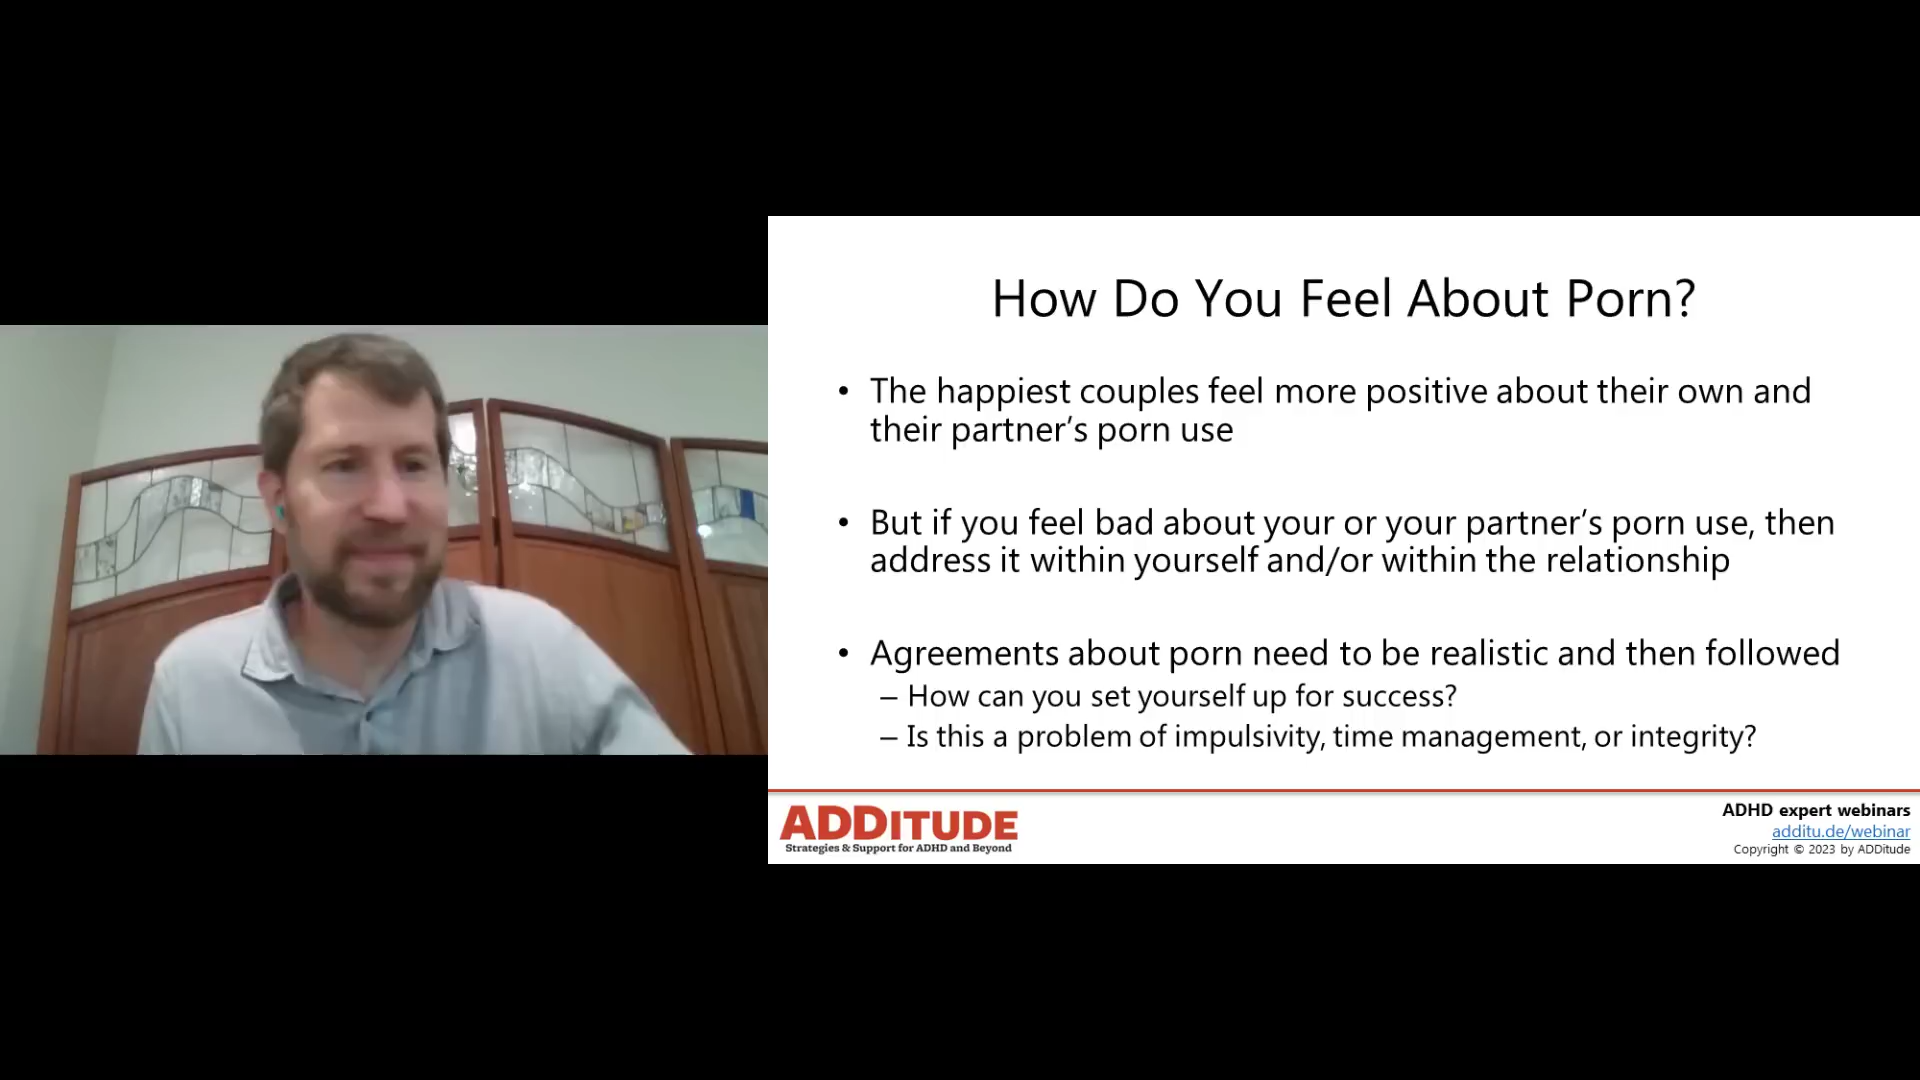 How Do You Feel About Porn?
• The happiest couples feel more positive about their own and
their partner’s porn use
• But if you feel bad about your or your partner’s porn use, then
address it within yourself and/or within the relationship
• Agreements about porn need to be realistic and then followed
– How can you set yourself up for success?
– Is this a problem of impulsivity, time management, or integrity?
ADDITUDE
Strategies & Support for ADHD and Beyond
ADHD expert webinars
additu.de/webinar
Copyright © 2023 by ADDitude